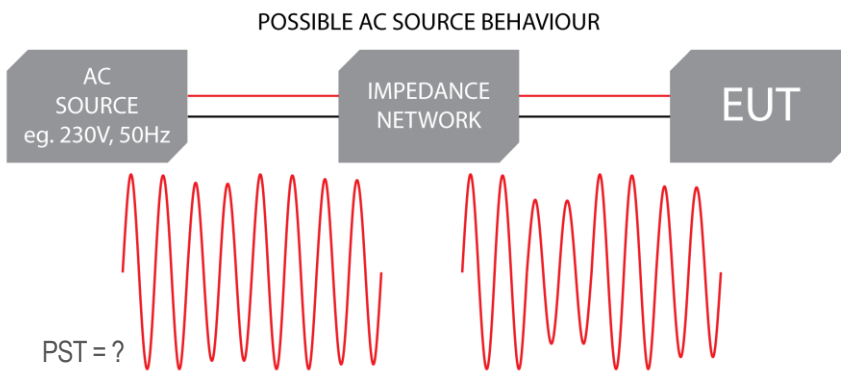 POSSIBLE AC SOURCE BEHAVIOUR
AC
SOURCE
eg. 230V, 50Hz
IMPEDANCE
NETWORK
EUT
PST = ?